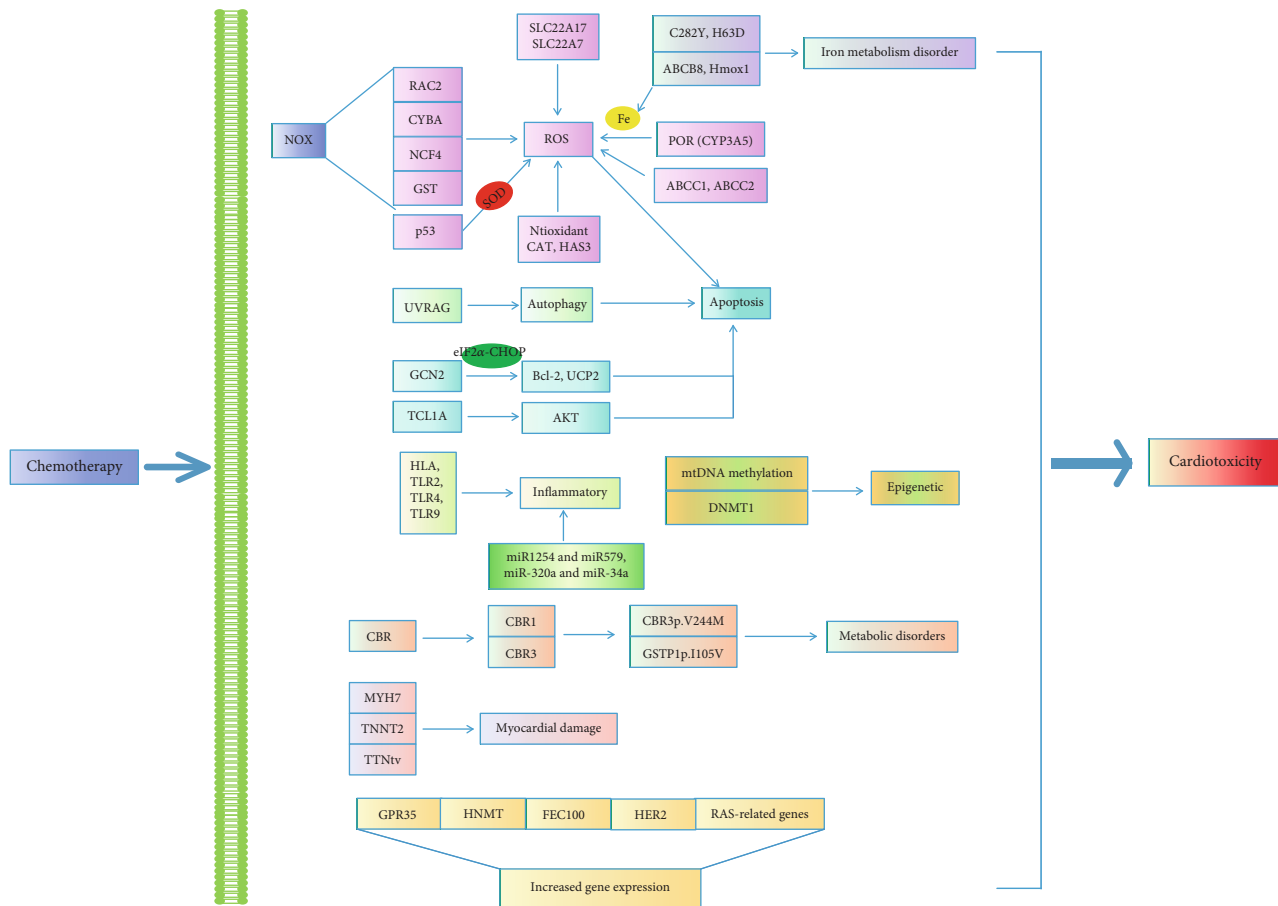 Chemotherapy
NOX
RAC2
CYBA
NCF4
GST
p53
SOD
SLC22A17
SLC22A7
ROS
Ntioxidant
CAT, HAS3
C282Y, H63D
ABCB8, Hmox1
Iron metabolism disorder
Fe
POR (CYP3A5)
ABCC1, ABCC2
UVRAG
Autophagy
Apoptosis
GCN2
eIF2α-CHOP
Bcl-2, UCP2
TCL1A
AKT
HLA,
TLR2,
TLR4,
TLR9
Inflammatory
miR1254 and miR579,
miR-320a and miR-34a
mtDNA methylation
DNMT1
Epigenetic
CBR
CBR1
CBR3
CBR3p.V244M
GSTP1p.I105V
Metabolic disorders
MYH7
TNNT2
TTNtv
Myocardial damage
GPR35
HNMT
FEC100
HER2
RAS-related genes
Increased gene expression
Cardiotoxicity